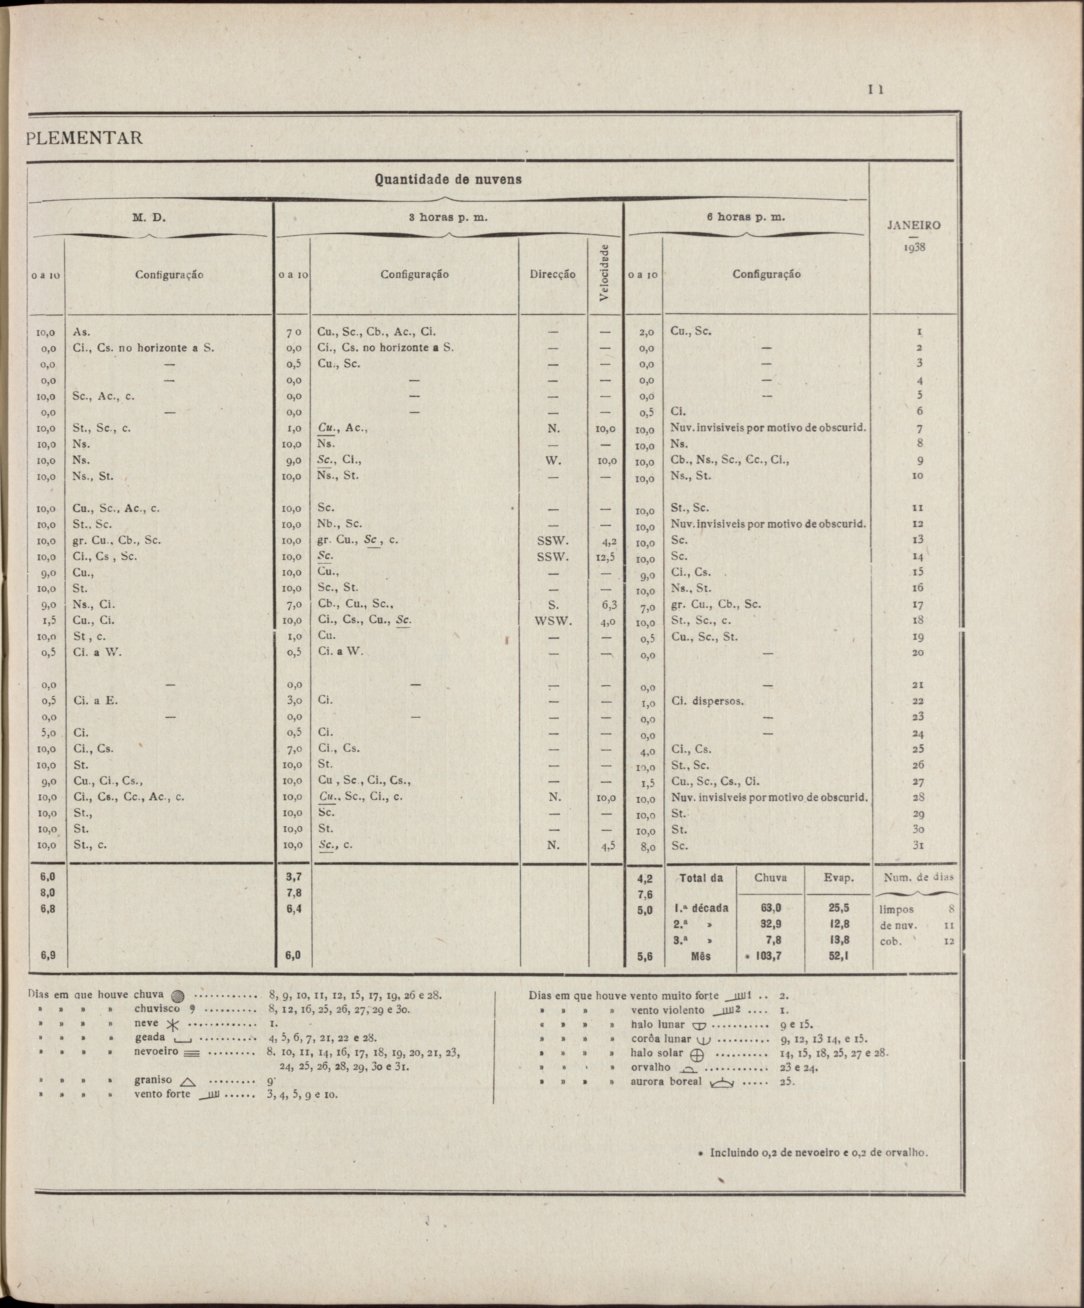 11
PLEMENTAR
Quantidade de nuvens
M. D. 3 horas p. m. 6 horas p. m. JANEIRO
1938
0 a 10 Configuração 0 a 10 Configuração Direcção Velocidade 0 a 10 Configuração
10,0 As. 7 0 Cu., Sc., Cb., Ac., Ci. — — 2,0 Cu., Sc. 1
0,0 Ci., Cs. no horizonte a S. 0,0 Ci., Cs. no horizonte a S. — — 0,0 — 2
0,0 — 0,5 Cu., Sc. — — 0,0 — 3
0,0 — 0,0 — — — 0,0 — 4
10,0 Sc., Ac., c. 0,0 — — — 0,0 — 5
0,0 — 0,0 — — — 0,5 Ci. 6
10,0 St., Sc., c. 1,0 Cu., Ac., N. 10,0 10,0 Nuv. invisiveis por motivo de obscurid. 7
10,0 Ns. 10,0 Ns. — — 10,0 Ns. 8
10,0 Ns. 9,0 Sc., Ci., W. 10,0 10,0 Cb., Ns., Sc., Cc., Ci., 9
10,0 Ns., St. 10,0 Ns., St. — — 10,0 Ns., St. 10
10,0 Cu., Sc., Ac., c. 10,0 Sc. — — 10,0 St., Sc. 11
10,0 St., Sc. 10,0 Nb., Sc. — — 10,0 Nuv. invisiveis por motivo de obscurid. 12
10,0 gr. Cu., Cb., Sc. 10,0 gr. Cu., Sc , c. SSW. 4,2 10,0 Sc. 13
10,0 Ci., Cs , Sc. 10,0 Sc. SSW. 12,5 10,0 Sc. 14
9,0 Cu., 10,0 Cu., — — 9,0 Ci., Cs. 15
10,0 St. 10,0 Sc., St. — — 10,0 Ns., St. 16
9,0 Ns., Ci. 7,0 Cb., Cu., Sc., S. 6,3 7,0 gr. Cu., Cb., Sc. 17
1,5 Cu., Ci. 10,0 Ci., Cs., Cu., Sc. WSW. 4,0 10,0 St., Sc., c. 18
10,0 St , c. 1,0 Cu. — — 0,5 Cu., Sc., St. 19
0,5 Ci. a W. 0,5 Ci. a W. — — 0,0 — 20
0,0 — 0,0 — — — 0,0 — 21
0,5 Ci. a E. 3,0 Ci. — — 1,0 Ci. dispersos. 22
0,0 — 0,0 — — — 0,0 — 23
5,0 Ci. 0,5 Ci. — — 0,0 — 24
10,0 Ci., Cs. 7,0 Ci., Cs. — — 4,0 Ci., Cs. 25
10,0 St. 10,0 St. — — 10,0 St., Sc. 26
9,0 Cu., Ci., Cs., 10,0 Cu , Sc , Ci., Cs., — — 1,5 Cu., Sc., Cs., Ci. 27
10,0 Ci., Cs., Cc., Ac., c. 10,0 Cu., Sc., Ci., c. N. 10,0 10,0 Nuv. invisiveis por motivo de obscurid. 28
10,0 St., 10,0 Sc. — — 10,0 St. 29
10,0 St. 10,0 St. — — 10,0 St. 30
10,0 St., c. 10,0 Sc., c. N. 4,5 8,0 Sc. 31
6,0 3,7 4,2 Total da Chuva Evap. Num. de dias
8,0 7,8 7,6
6,8 6,4 5,0 1.ª década 63,0 25,5 limpos 8
2.ª » 32,9 12,8 de nuv. 11
3.ª » 7,8 13,8 cob. 12
6,9 6,0 5,6 Mês * 103,7 52,1
Dias em que houve chuva ............ 8, 9, 10, 11, 12, 15, 17, 19, 26 e 28.
» » » » chuvisco 9 .......... 8, 12, 16, 25, 26, 27, 29 e 30.
» » » » neve ............. 1.
» » » » geada ........... 4, 5, 6, 7, 21, 22 e 28.
» » » » nevoeiro ......... 8. 10, 11, 14, 16, 17, 18, 19, 20, 21, 23,
24, 25, 26, 28, 29, 30 e 31.
» » » » graniso ......... 9
» » » » vento forte ...... 3, 4, 5, 9 e 10.
Dias em que houve vento muito forte 1 .. 2.
» » » » vento violento 2 .... 1.
« » » » halo lunar ........... 9 e 15.
» » » » corôa lunar .......... 9, 12, 13 14, e 15.
» » » » halo solar .......... 14, 15, 18, 25, 27 e 28.
» » » » orvalho ............ 23 e 24.
» » » » aurora boreal ..... 25.
* Incluindo 0,2 de nevoeiro e 0,2 de orvalho.